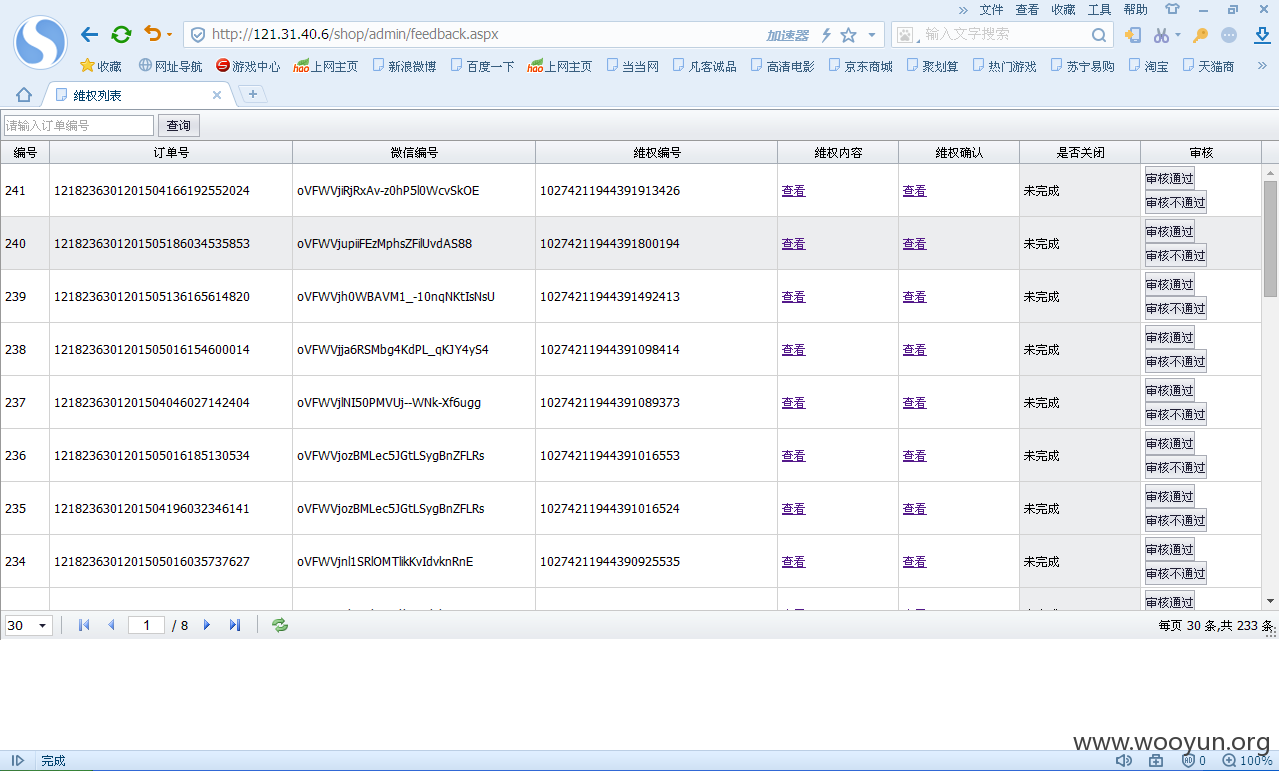 » 文件 查看 收藏 工具 帮助
http://121.31.40.6/shop/admin/feedback.aspx 加速器 输入文字搜索
收藏 网址导航 游戏中心 上网主页 新浪微博 百度一下 上网主页 当当网 凡客诚品 高清电影 京东商城 聚划算 热门游戏 苏宁易购 淘宝 天猫商 »
维权列表
请输入订单编号 查询
编号 订单号 微信编号 维权编号 维权内容 维权确认 是否关闭 审核
241 1218236301201504166192552024 oVFWVjiRjRxAv-z0hP5l0WcvSkOE 10274211944391913426 查看 查看 未完成 审核通过
审核不通过
240 1218236301201505186034535853 oVFWVjupiiFEzMphsZFilUvdAS88 10274211944391800194 查看 查看 未完成 审核通过
审核不通过
239 1218236301201505136165614820 oVFWVjh0WBAVM1_-10nqNKtIsNsU 10274211944391492413 查看 查看 未完成 审核通过
审核不通过
238 1218236301201505016154600014 oVFWVjja6RSMbg4KdPL_qKJY4yS4 10274211944391098414 查看 查看 未完成 审核通过
审核不通过
237 1218236301201504046027142404 oVFWVjlNI50PMVUj--WNk-Xf6ugg 10274211944391089373 查看 查看 未完成 审核通过
审核不通过
236 1218236301201505016185130534 oVFWVjozBMLec5JGtLSygBnZFLRs 10274211944391016553 查看 查看 未完成 审核通过
审核不通过
235 1218236301201504196032346141 oVFWVjozBMLec5JGtLSygBnZFLRs 10274211944391016524 查看 查看 未完成 审核通过
审核不通过
234 1218236301201505016035737627 oVFWVjnl1SRlOMTlikKvIdvknRnE 10274211944390925535 查看 查看 未完成 审核通过
审核不通过
审核通过
30 1 / 8 每页 30 条,共 233 条
www.wooyun.org
完成 0 100%